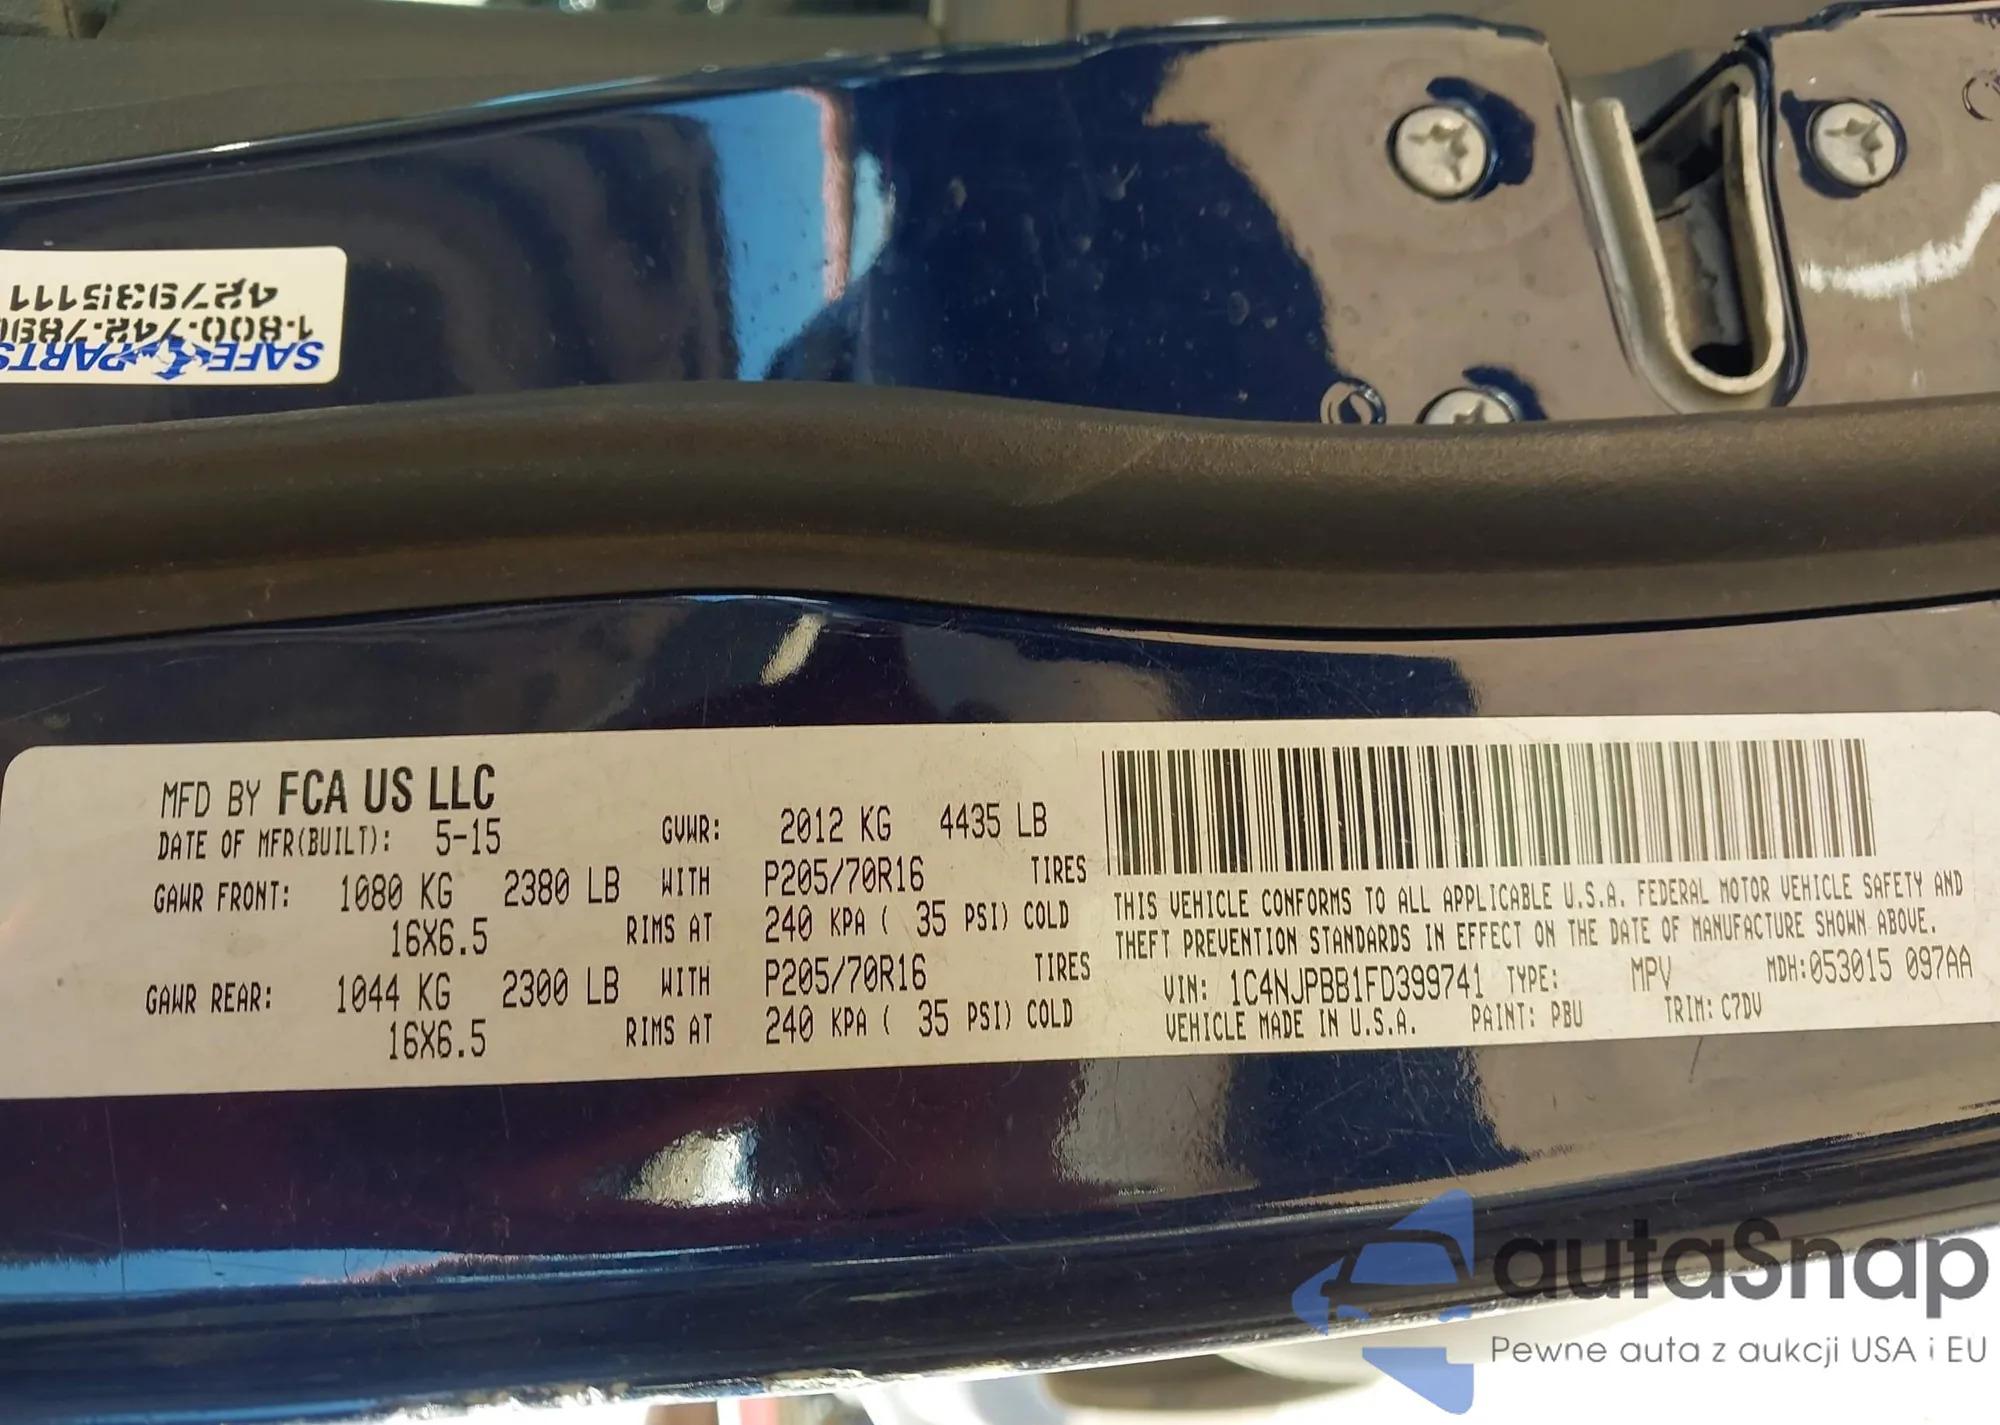 427935111
1-800-742-789
SAFE PARTS
MFD BY FCA US LLC
DATE OF MFR(BUILT): 5-15 GVWR: 2012 KG 4435 LB
GAWR FRONT: 1080 KG 2380 LB WITH P205/70R16 TIRES
16X6.5 RIMS AT 240 KPA ( 35 PSI) COLD
GAWR REAR: 1044 KG 2300 LB WITH P205/70R16 TIRES
16X6.5 RIMS AT 240 KPA ( 35 PSI) COLD
THIS VEHICLE CONFORMS TO ALL APPLICABLE U.S.A. FEDERAL MOTOR VEHICLE SAFETY AND
THEFT PREVENTION STANDARDS IN EFFECT ON THE DATE OF MANUFACTURE SHOWN ABOVE.
VIN: 1C4NJPBB1FD399741 TYPE: MPV MDH:053015 097AA
VEHICLE MADE IN U.S.A. PAINT: PBU TRIM: C7DV
autaSnap
Pewne auta z aukcji USA i EU